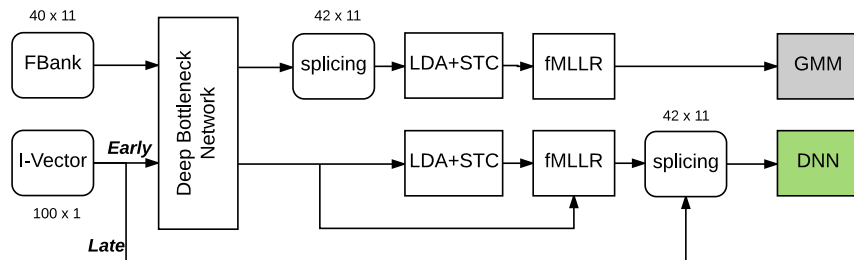 40 x 11
FBank
I-Vector
100 x 1
Early
Late
Deep Bottleneck
Network
42 x 11
splicing
LDA+STC
fMLLR
GMM
LDA+STC
fMLLR
42 x 11
splicing
DNN